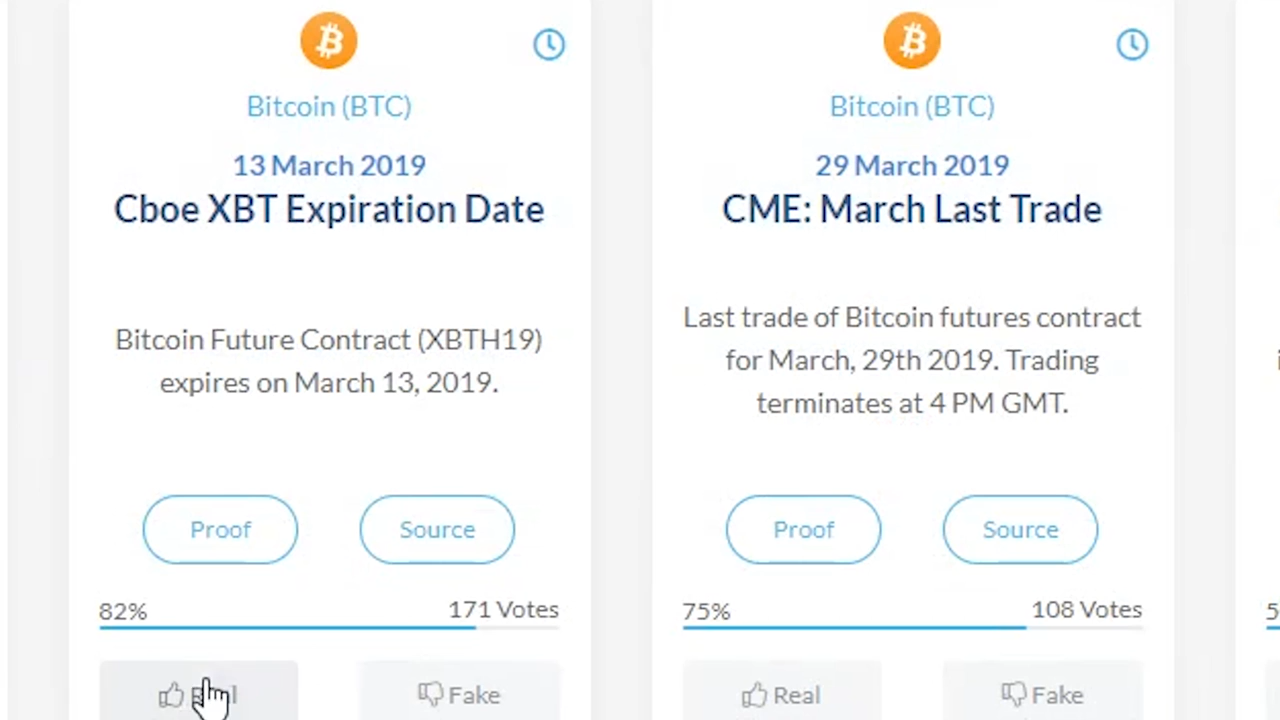 Bitcoin (BTC)
13 March 2019
Cboe XBT Expiration Date
Bitcoin Future Contract (XBTH19)
expires on March 13, 2019.
Proof
Source
82%
171 Votes
Fake
Bitcoin (BTC)
29 March 2019
CME: March Last Trade
Last trade of Bitcoin futures contract
for March, 29th 2019. Trading
terminates at 4 PM GMT.
Proof
Source
75%
108 Votes
Real
Fake